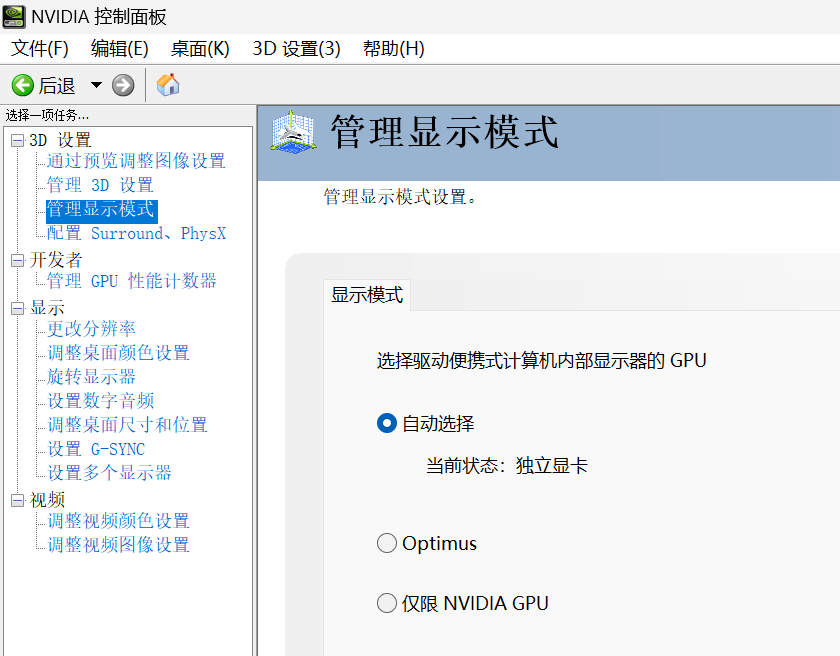 NVIDIA 控制面板
文件(F) 编辑(E) 桌面(K) 3D 设置(3) 帮助(H)
后退
选择一项任务...
3D 设置
通过预览调整图像设置
管理 3D 设置
管理显示模式
配置 Surround、PhysX
开发者
管理 GPU 性能计数器
显示
更改分辨率
调整桌面颜色设置
旋转显示器
设置数字音频
调整桌面尺寸和位置
设置 G-SYNC
设置多个显示器
视频
调整视频颜色设置
调整视频图像设置
管理显示模式
管理显示模式设置。
显示模式
选择驱动便携式计算机内部显示器的 GPU
自动选择
当前状态：独立显卡
Optimus
仅限 NVIDIA GPU